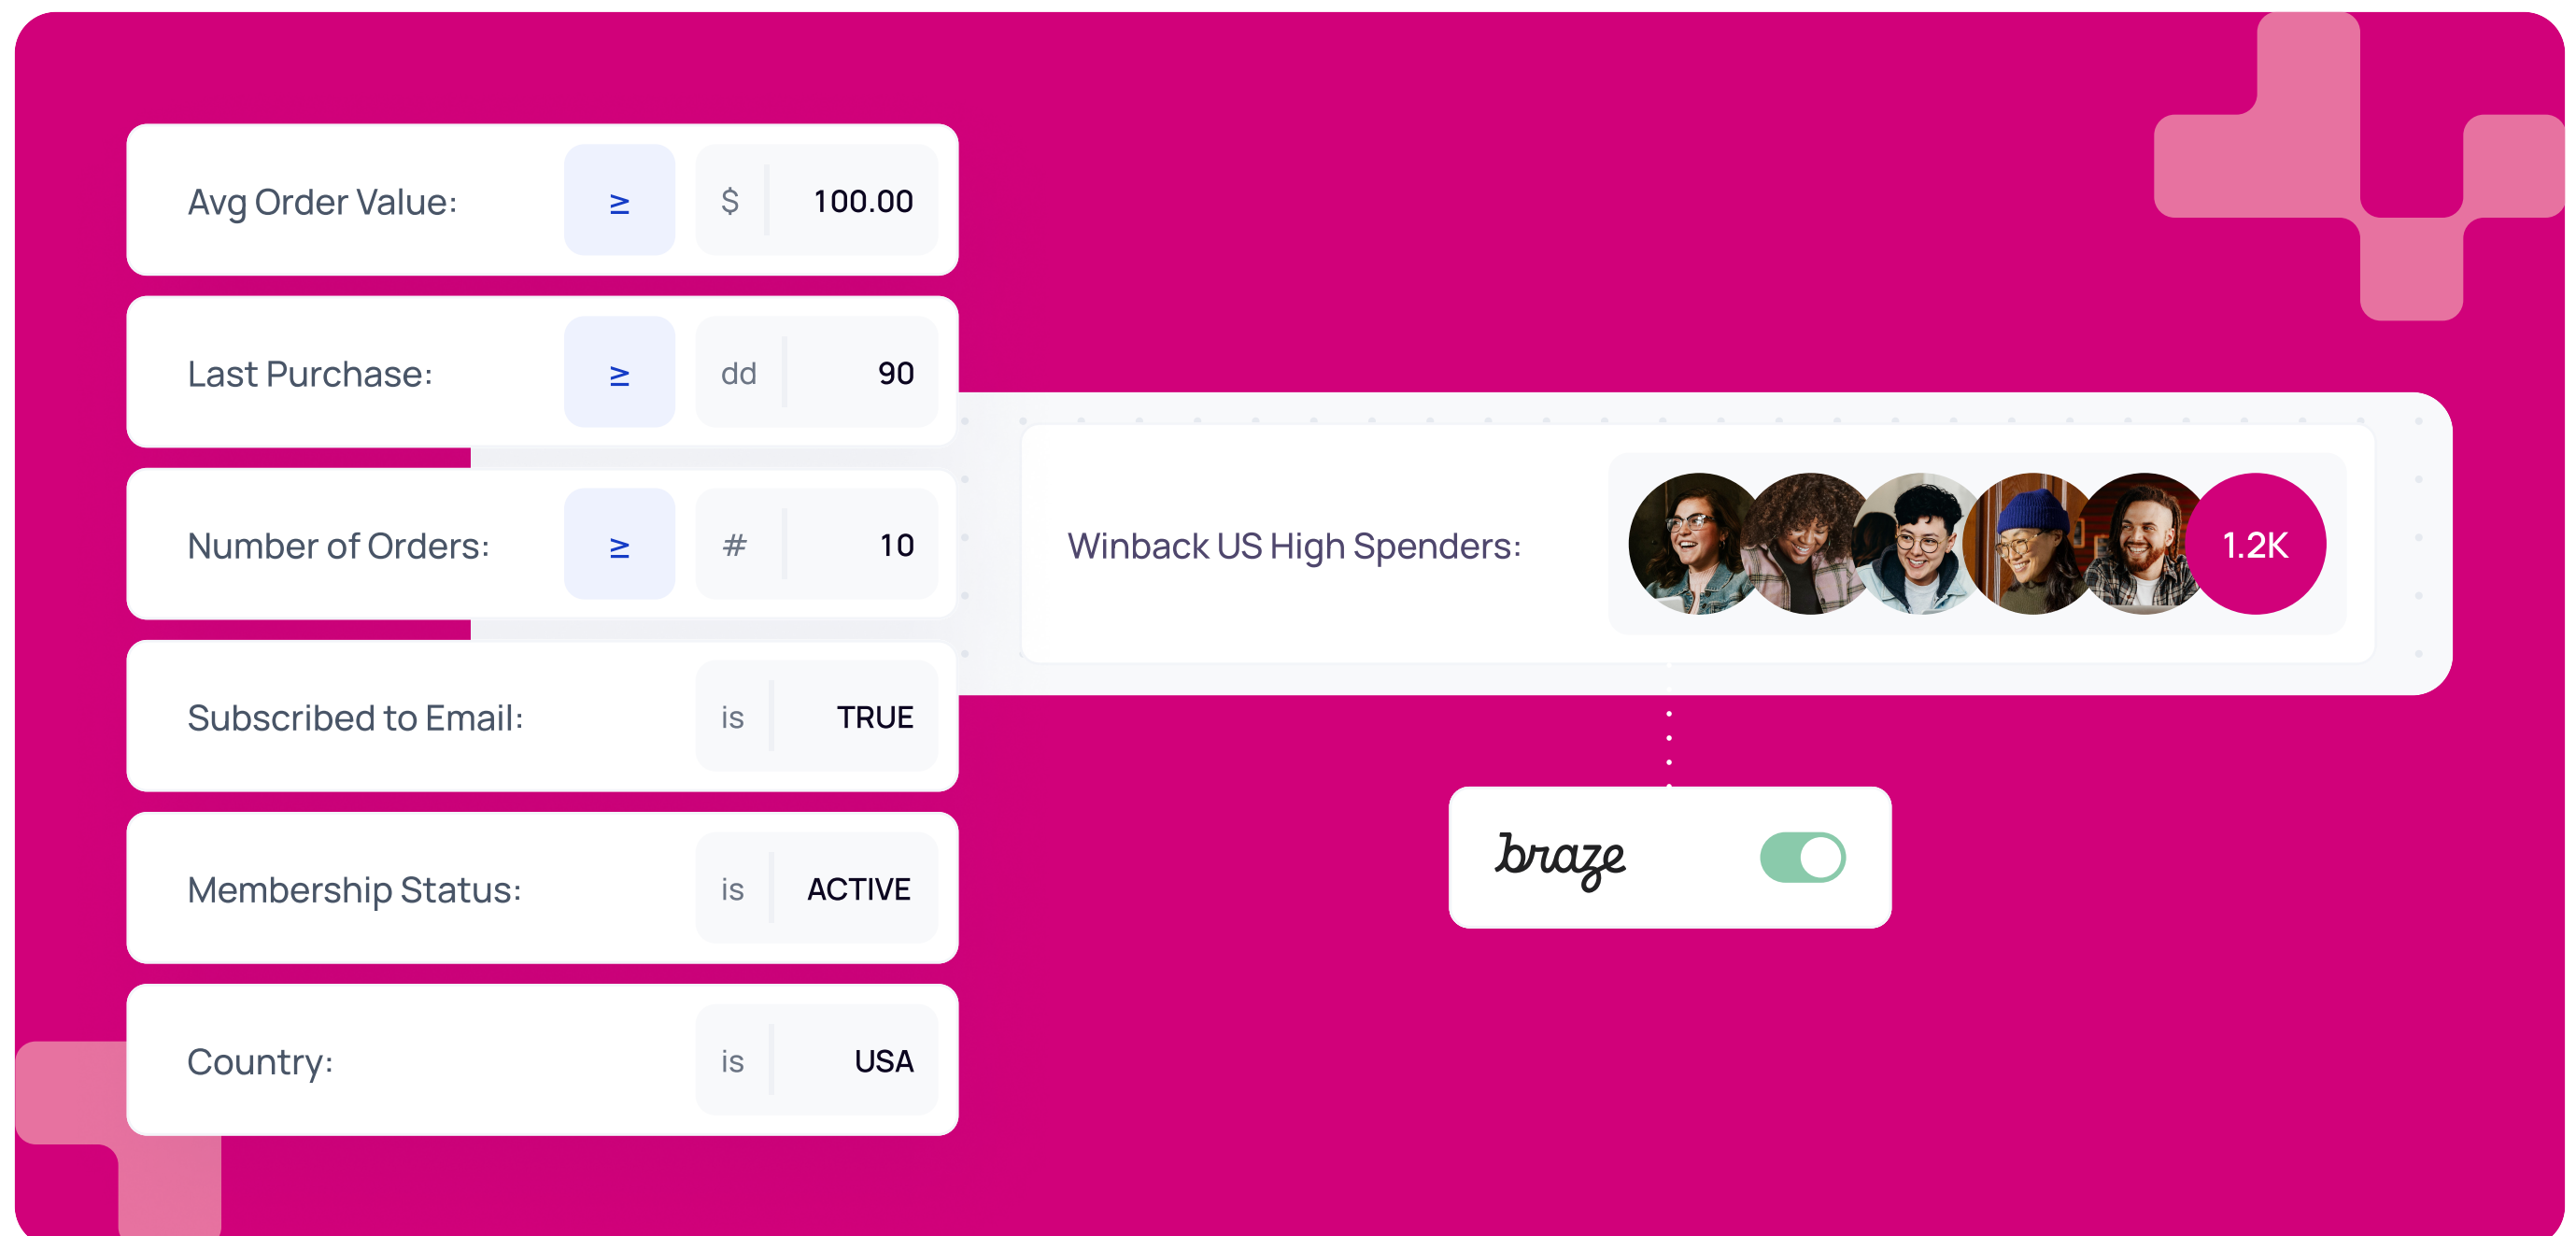 Avg Order Value: ≥ $ 100.00
Last Purchase: ≥ dd 90
Number of Orders: ≥ # 10
Subscribed to Email: is TRUE
Membership Status: is ACTIVE
Country: is USA
Winback US High Spenders: 1.2K
braze